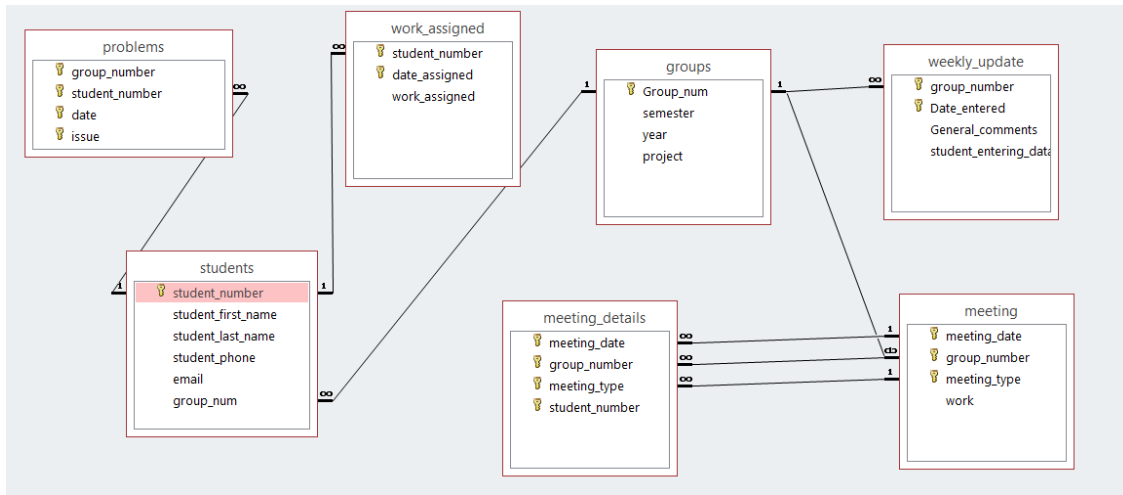 problems
group_number
student_number
date
issue
work_assigned
student_number
date_assigned
work_assigned
groups
Group_num
semester
year
project
weekly_update
group_number
Date_entered
General_comments
student_entering_data
students
student_number
student_first_name
student_last_name
student_phone
email
group_num
meeting_details
meeting_date
group_number
meeting_type
student_number
meeting
meeting_date
group_number
meeting_type
work
∞
1
∞
1
1
∞
1
∞
∞
1
∞
∞
1
∞
1